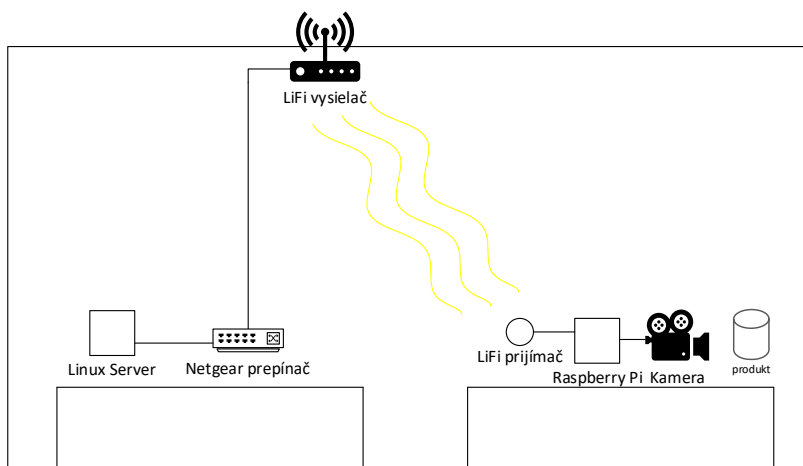 LiFi vysielač
Linux Server
Netgear prepínač
LiFi prijímač
Raspberry Pi
Kamera
produkt